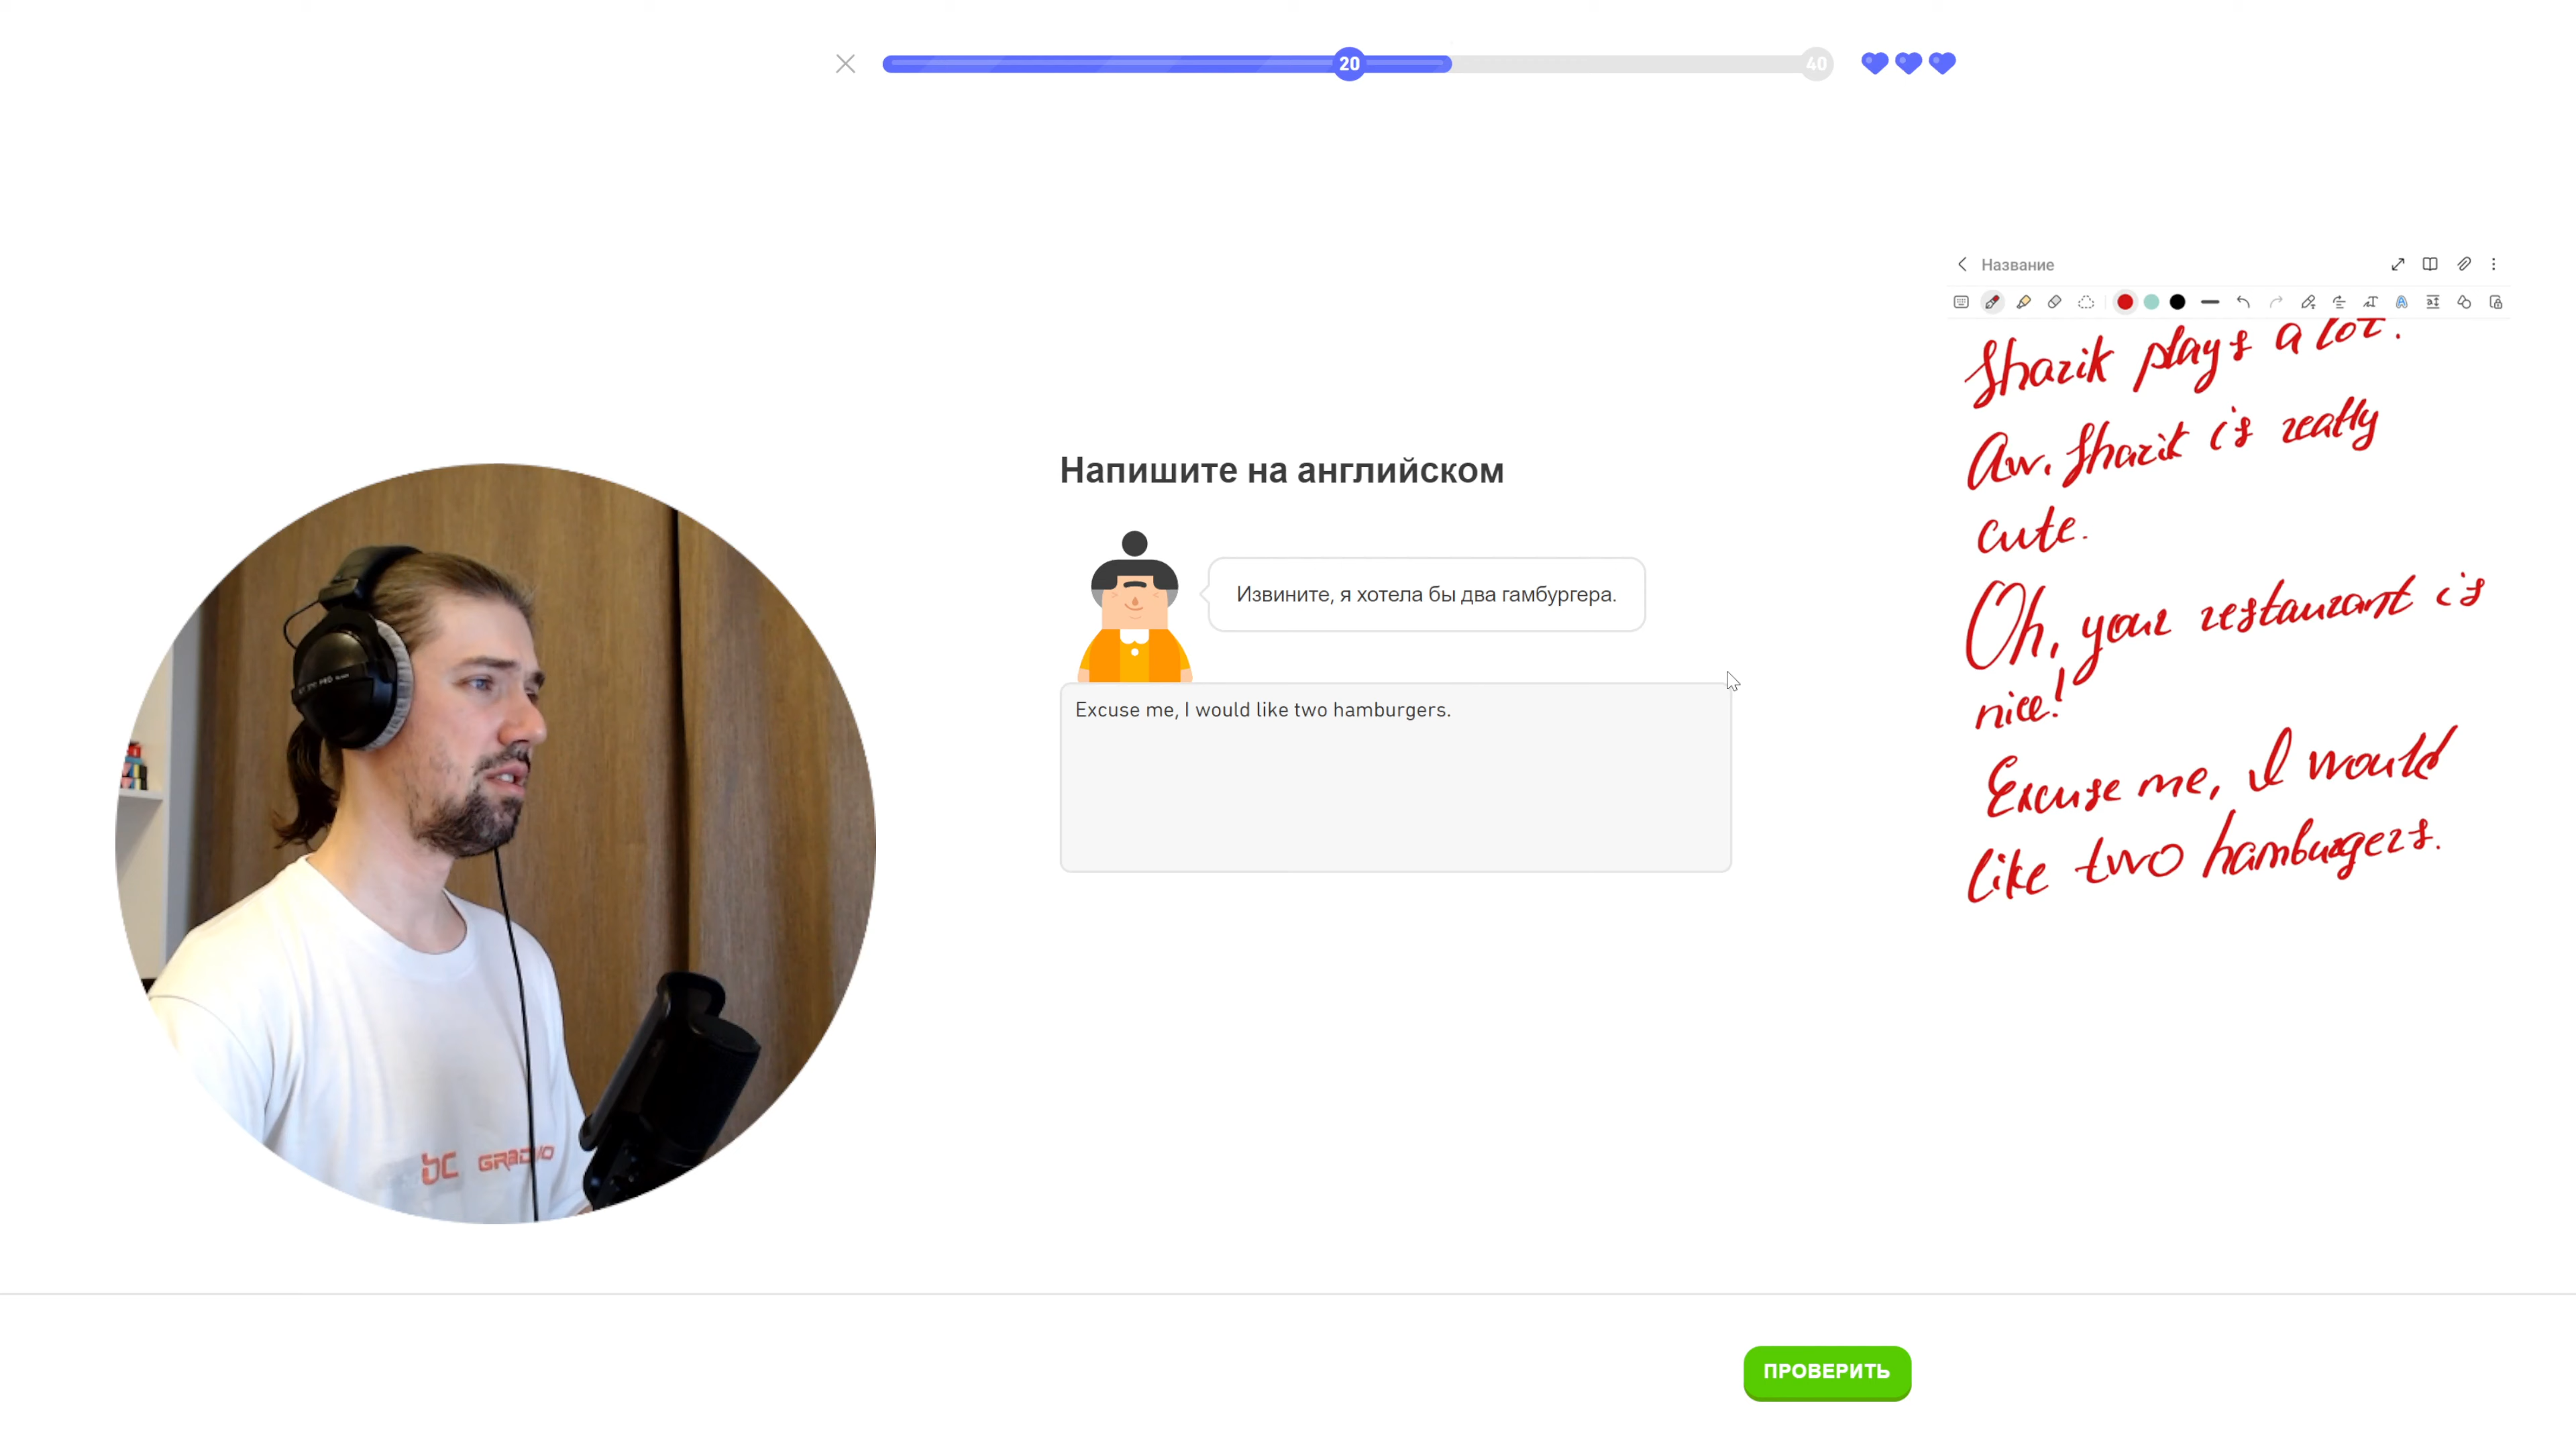 20
40
Название
Sharik plays a lot.
Aw, Sharik is really
cute.
Oh, your restaurant is
nice!
Excuse me, I would
like two hamburgers.
Напишите на английском
Извините, я хотела бы два гамбургера.
Excuse me, I would like two hamburgers.
ПРОВЕРИТЬ